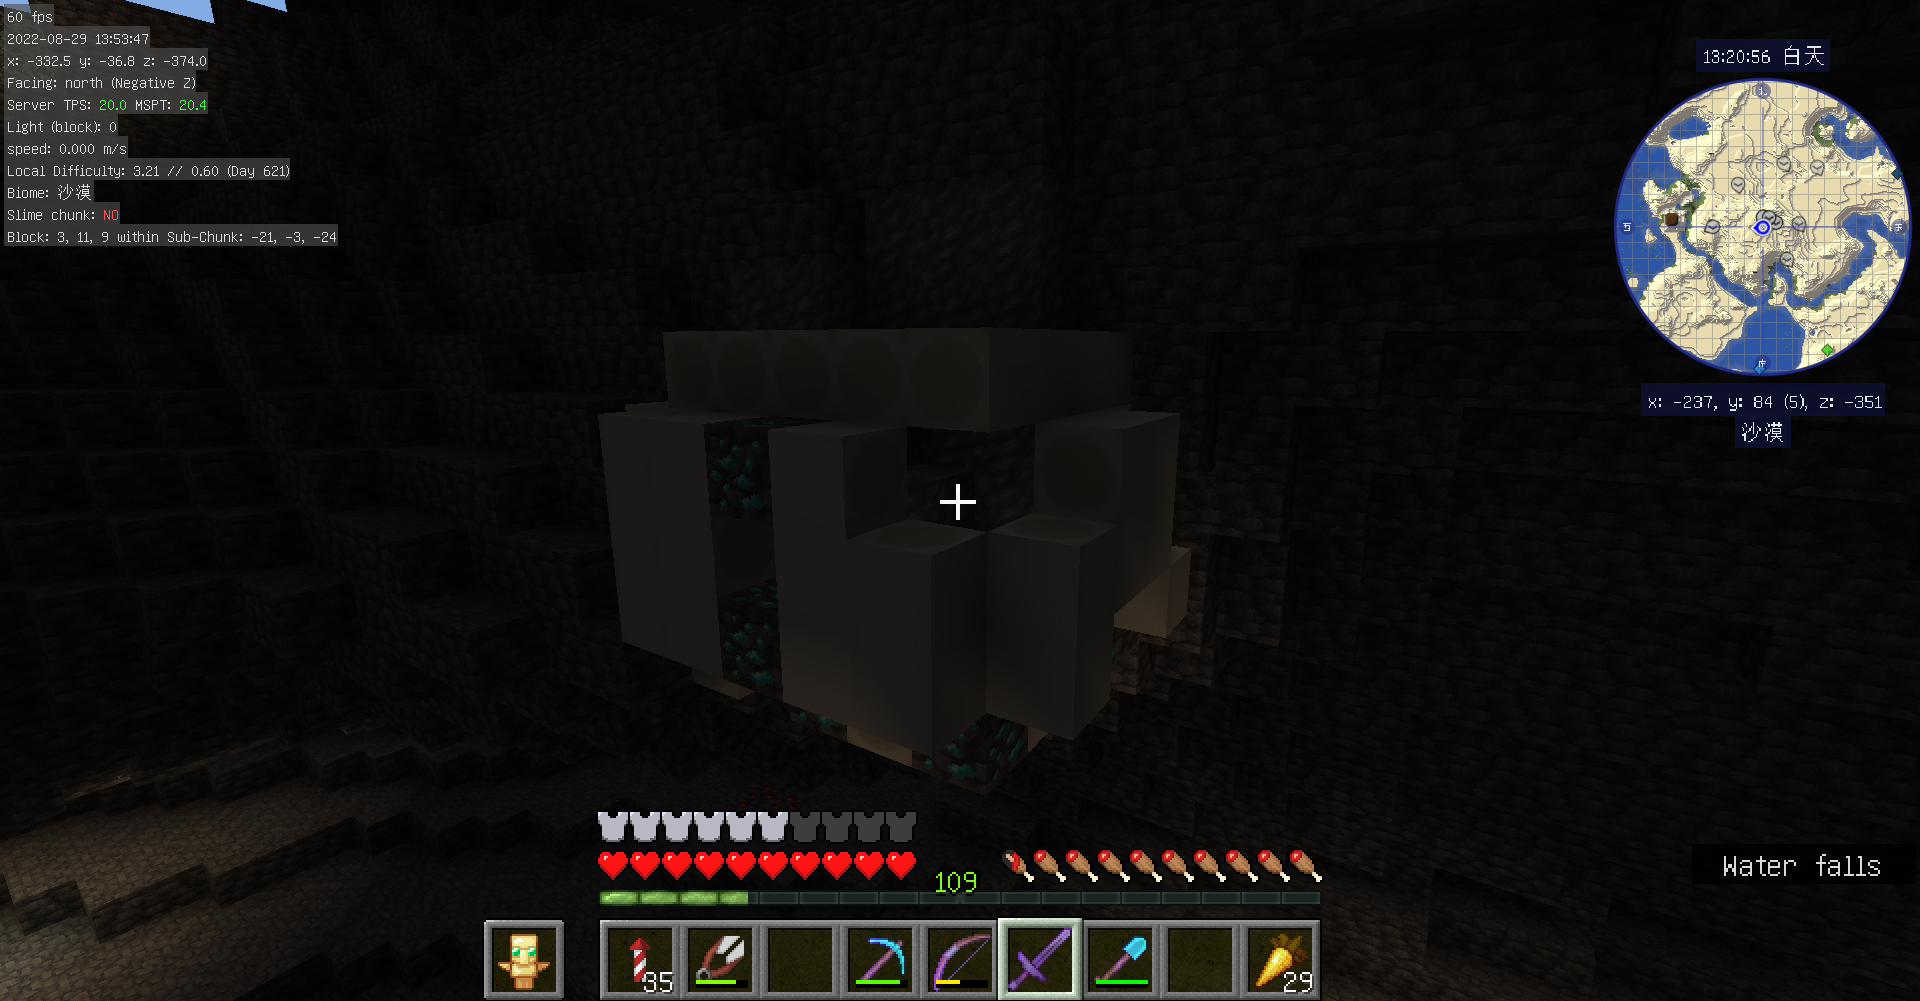 60 fps
2022-08-29 13:53:47
x: -332.5 y: -36.8 z: -374.0
Facing: north (Negative Z)
Server TPS: 20.0 MSPT: 20.4
Light (block): 0
speed: 0.000 m/s
Local Difficulty: 3.21 // 0.60 (Day 621)
Biome: 沙漠
Slime chunk: NO
Block: 3, 11, 9 within Sub-Chunk: -21, -3, -24
13:20:56 白天
x: -237, y: 84 (5), z: -351
沙漠
Water falls
109
35
29